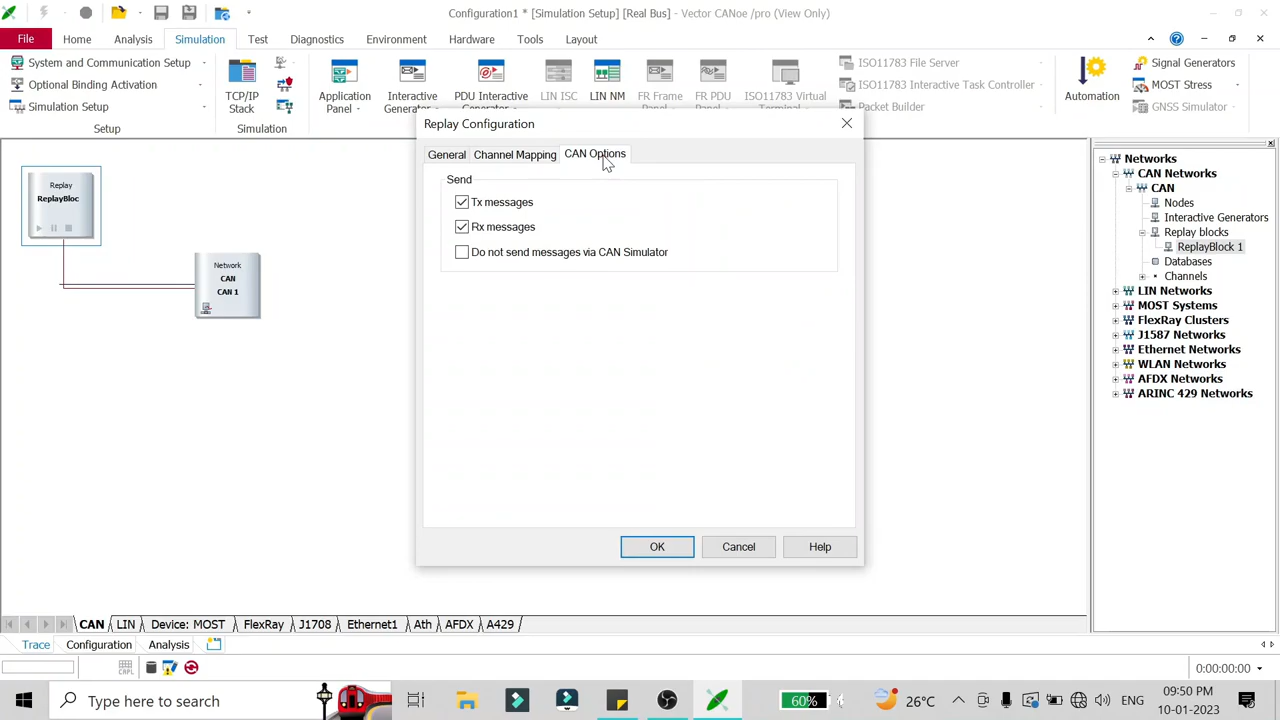 Configuration1 * [Simulation Setup] [Real Bus] - Vector CANoe /pro (View Only)
File Home Analysis Simulation Test Diagnostics Environment Hardware Tools Layout
System and Communication Setup
Optional Binding Activation
Simulation Setup
Setup
TCP/IP
Stack
Simulation
Application
Panel
Interactive
Generator
PDU Interactive
Generator
LIN ISC
LIN NM
FR Frame
Panel
FR PDU
Panel
ISO11783 Virtual
Terminal
ISO11783 File Server
ISO11783 Interactive Task Controller
Packet Builder
Automation
Signal Generators
MOST Stress
GNSS Simulator
Replay
ReplayBloc
Network
CAN
CAN 1
Replay Configuration
General Channel Mapping CAN Options
Send
Tx messages
Rx messages
Do not send messages via CAN Simulator
OK Cancel Help
Networks
CAN Networks
CAN
Nodes
Interactive Generators
Replay blocks
ReplayBlock 1
Databases
Channels
LIN Networks
MOST Systems
FlexRay Clusters
J1587 Networks
Ethernet Networks
WLAN Networks
AFDX Networks
ARINC 429 Networks
CAN LIN Device: MOST FlexRay J1708 Ethernet1 Ath AFDX A429
Trace Configuration Analysis
CAPL
0:00:00:00
Type here to search
60%
26°C
ENG
09:50 PM
10-01-2023